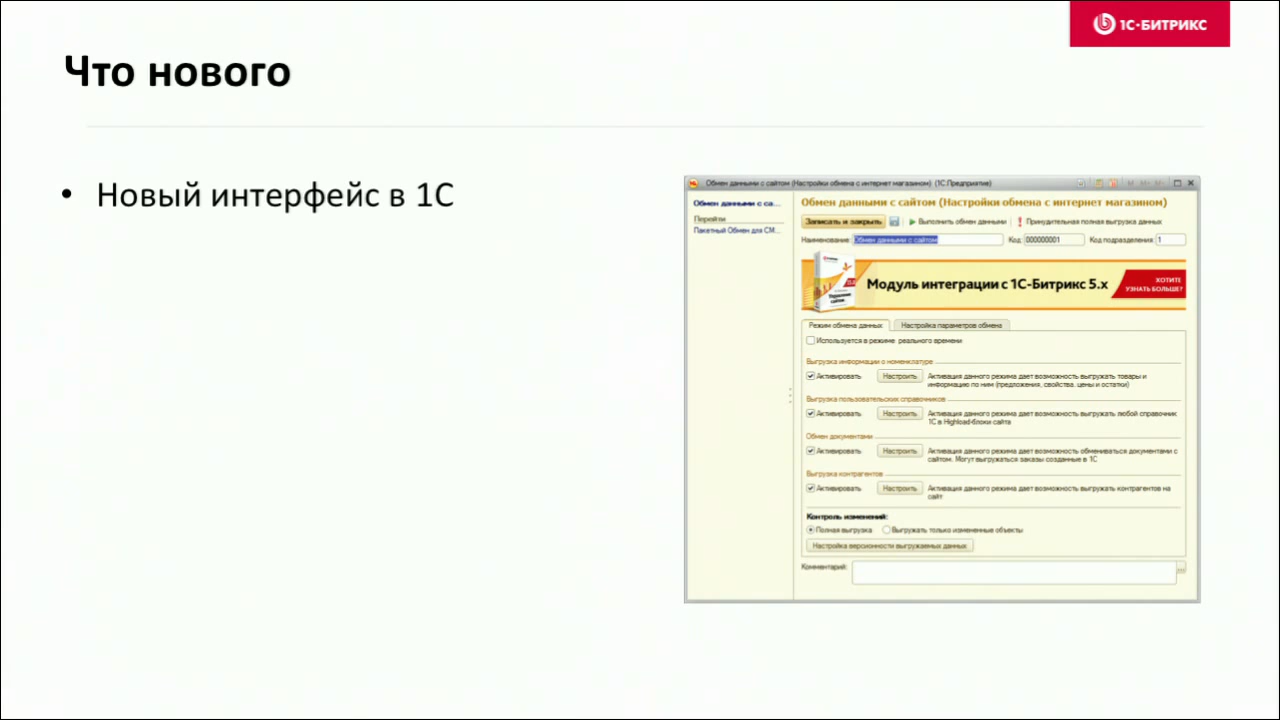 1С-БИТРИКС
Что нового
• Новый интерфейс в 1С
Обмен данными с сайтом (Настройки обмена с интернет магазином) (1С:Предприятие)
M M+ M-
Обмен данными с са...
Перейти
Пакетный Обмен для СМ...
Обмен данными с сайтом (Настройки обмена с интернет магазином)
Записать и закрыть
Выполнить обмен данными
Принудительная полная выгрузка данных
Наименование: Обмен данными с сайтом Код: 000000001 Код подразделения: 1
Модуль интеграции с 1С-Битрикс 5.х
ХОТИТЕ
УЗНАТЬ БОЛЬШЕ?
Режим обмена данных
Настройка параметров обмена
Используется в режиме реального времени
Выгрузка информации о номенклатуре
Активировать Настроить Активация данного режима дает возможность выгружать товары и
информацию по ним (предложения, свойства, цены и остатки)
Выгрузка пользовательских справочников
Активировать Настроить Активация данного режима дает возможность выгружать любой справочник
1С в Highload-блоки сайта
Обмен документами
Активировать Настроить Активация данного режима дает возможность обмениваться документами с
сайтом. Могут выгружаться заказы созданные в 1С
Выгрузка контрагентов
Активировать Настроить Активация данного режима дает возможность выгружать контрагентов на
сайт
Контроль изменений:
Полная выгрузка Выгружать только измененные объекты
Настройка версионности выгружаемых данных
Комментарий: